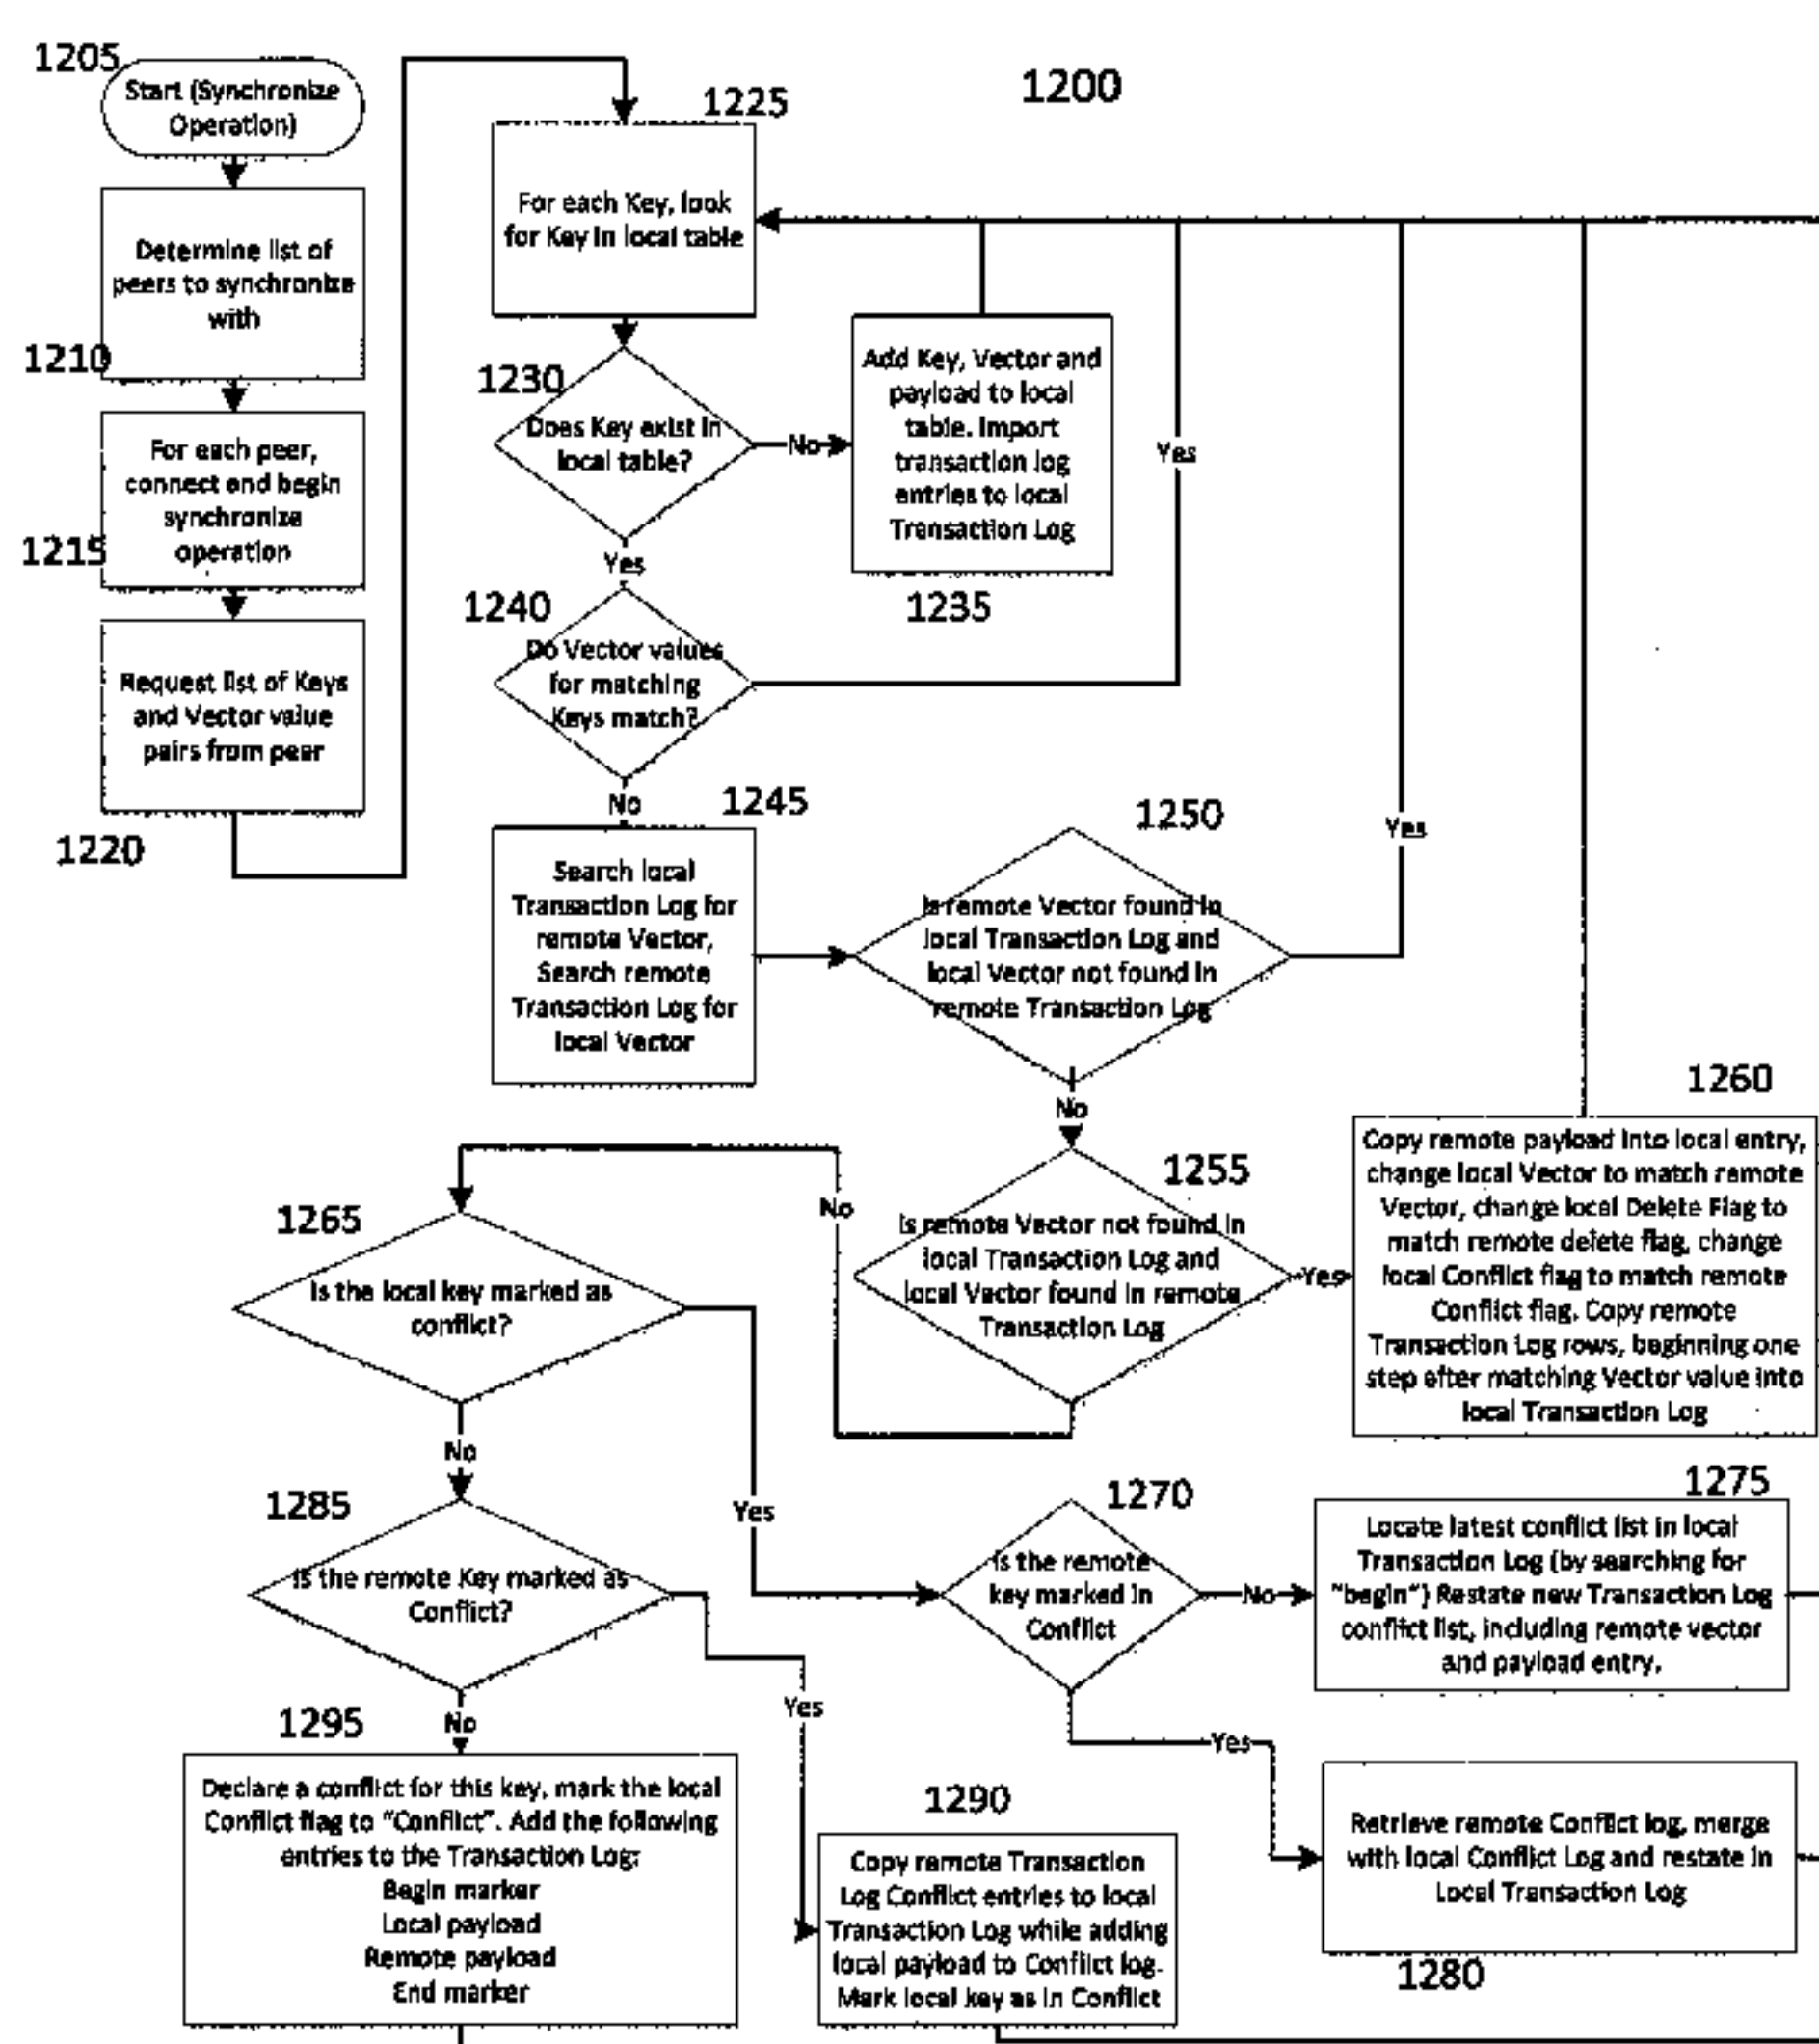 1200
1205
Start (Synchronize
Operation)
Determine list of
peers to synchronize
with
1210
For each peer,
connect and begin
synchronize
operation
1215
Request list of Keys
and Vector value
pairs from peer
1220
1225
For each Key, look
for Key in local table
1230
Does Key exist in
local table?
No
Yes
Add Key, Vector and
payload to local
table. Import
transaction log
entries to local
Transaction Log
1235
1240
Do Vector values
for matching
Keys match?
Yes
No
1245
Search local
Transaction Log for
remote Vector,
Search remote
Transaction Log for
local Vector
1250
Is remote Vector found in
local Transaction Log and
local Vector not found in
remote Transaction Log
Yes
No
1255
Is remote Vector not found in
local Transaction Log and
local Vector found in remote
Transaction Log
Yes
No
1260
Copy remote payload into local entry,
change local Vector to match remote
Vector, change local Delete Flag to
match remote delete flag, change
local Conflict flag to match remote
Conflict flag. Copy remote
Transaction Log rows, beginning one
step after matching Vector value into
local Transaction Log
1265
Is the local key marked as
conflict?
No
Yes
1270
Is the remote
key marked in
Conflict
No
Yes
1275
Locate latest conflict list in local
Transaction Log (by searching for
"begin") Restate new Transaction Log
conflict list, including remote vector
and payload entry.
1280
Retrieve remote Conflict log, merge
with local Conflict Log and restate in
Local Transaction Log
1285
Is the remote Key marked as
Conflict?
No
Yes
1290
Copy remote Transaction
Log Conflict entries to local
Transaction Log while adding
local payload to Conflict log.
Mark local key as in Conflict
1295
Declare a conflict for this key, mark the local
Conflict flag to "Conflict". Add the following
entries to the Transaction Log:
Begin marker
Local payload
Remote payload
End marker